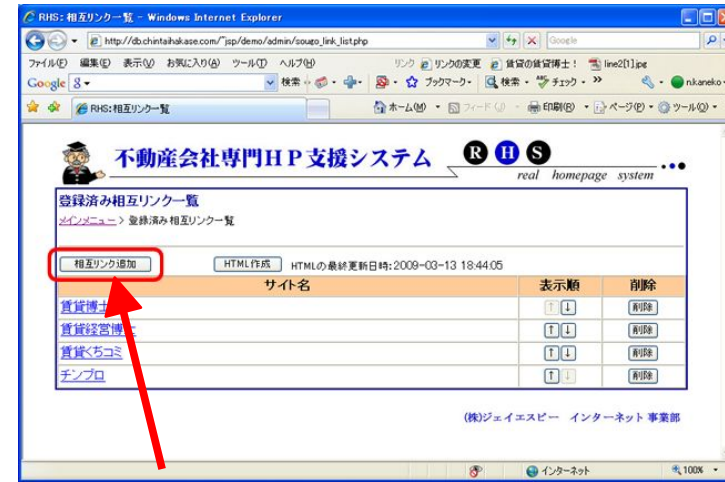 RHS: 相互リンク一覧 - Windows Internet Explorer
http://db.chintaihakase.com/~jsp/demo/admin/sougo_link_list.php
Google
ファイル(F) 編集(E) 表示(V) お気に入り(A) ツール(T) ヘルプ(H) リンク リンクの変更 賃貸の賃貸博士! line2[1].jpg
Google 検索 ブックマーク 検索 チェック nkaneko
RHS:相互リンク一覧 ホーム(M) フィード(J) 印刷(R) ページ(P) ツール(O)
不動産会社専門HP支援システム RHS
real homepage system
登録済み相互リンク一覧
メインメニュー > 登録済み相互リンク一覧
相互リンク追加 HTML作成 HTMLの最終更新日時:2009-03-13 18:44:05
サイト名 表示順 削除
賃貸博士 ↑ ↓ 削除
賃貸経営博士 ↑ ↓ 削除
賃貸くちコミ ↑ ↓ 削除
チンプロ ↑ ↓ 削除
(株)ジェイエスピー インターネット事業部
インターネット 100%